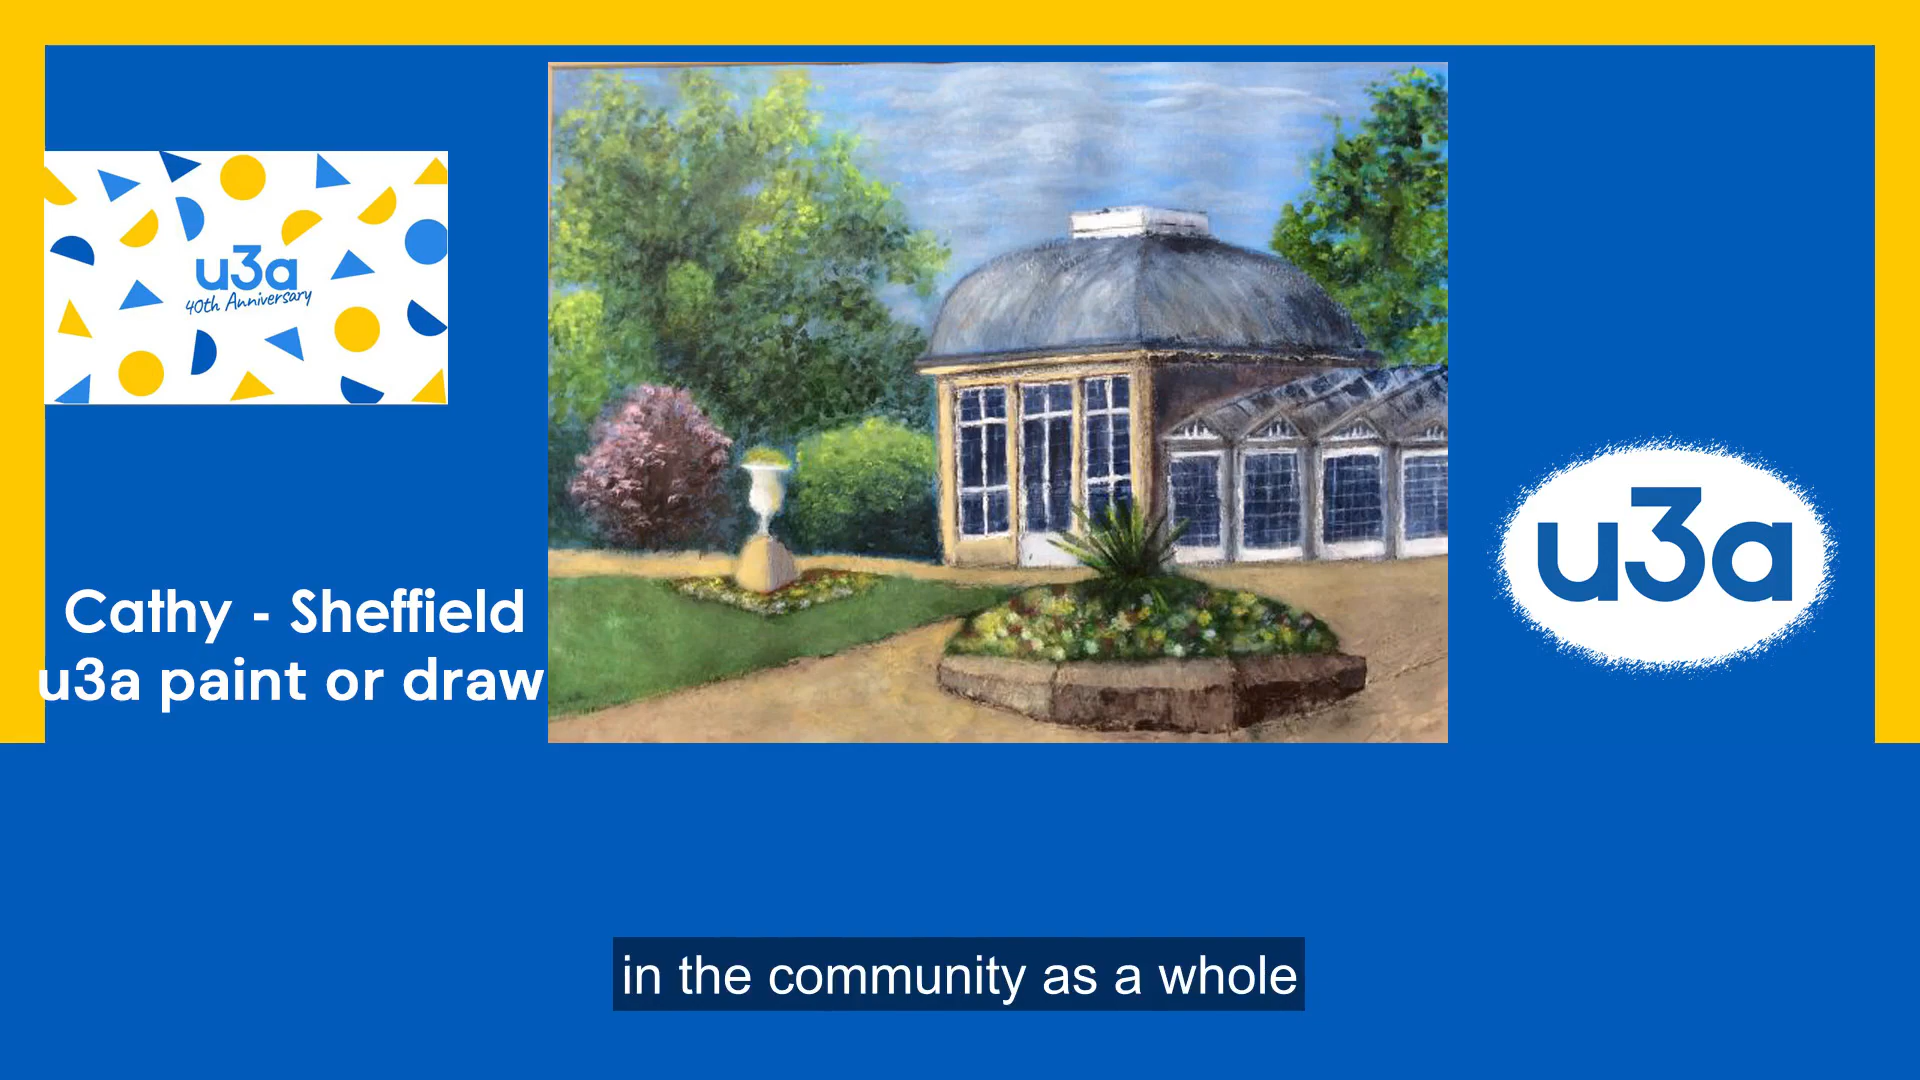 u3a
40th Anniversary
Cathy - Sheffield
u3a paint or draw
u3a
in the community as a whole